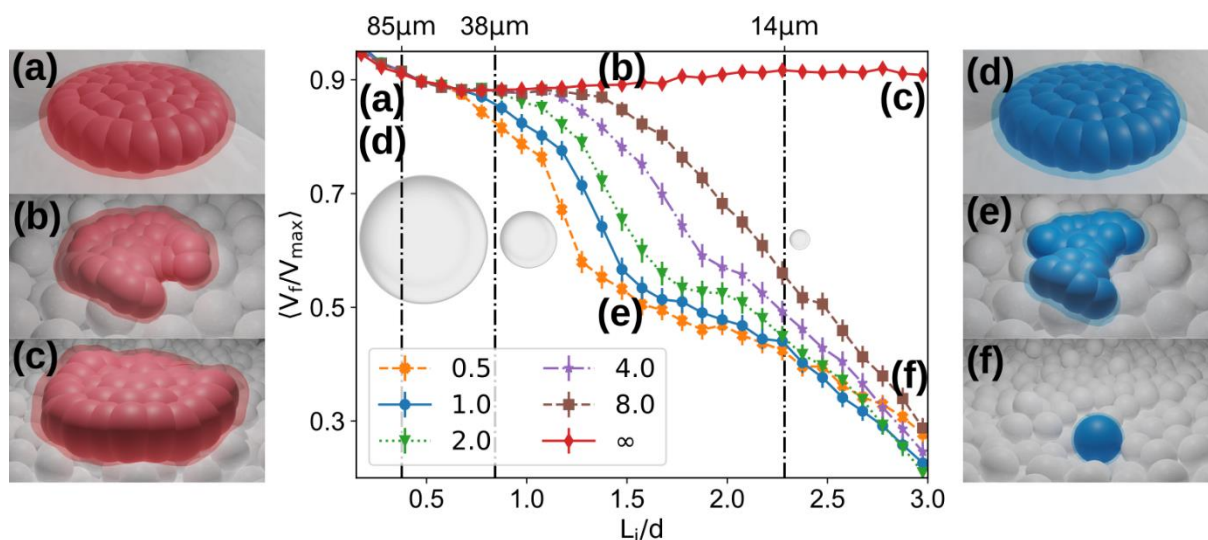 85μm 38μm 14μm
(a)
(b)
(c)
⟨V_f/V_max⟩
0.9
0.7
0.5
0.3
(a)
(b)
(c)
(d)
(e)
(f)
0.5 4.0
1.0 8.0
2.0 ∞
0.5 1.0 1.5 2.0 2.5 3.0
L_i/d
(d)
(e)
(f)